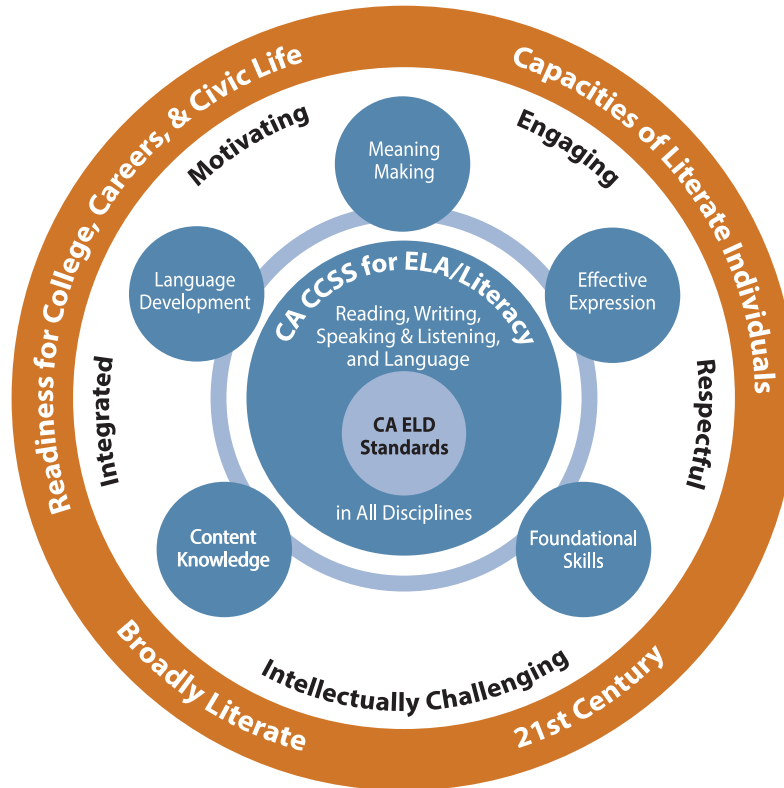 Readiness for College, Careers, & Civic Life
Capacities of Literate Individuals
Motivating
Engaging
Meaning
Making
Language
Development
Effective
Expression
CA CCSS for ELA/Literacy
Reading, Writing,
Speaking & Listening,
and Language
CA ELD
Standards
in All Disciplines
Integrated
Respectful
Content
Knowledge
Foundational
Skills
Intellectually Challenging
Broadly Literate
21st Century